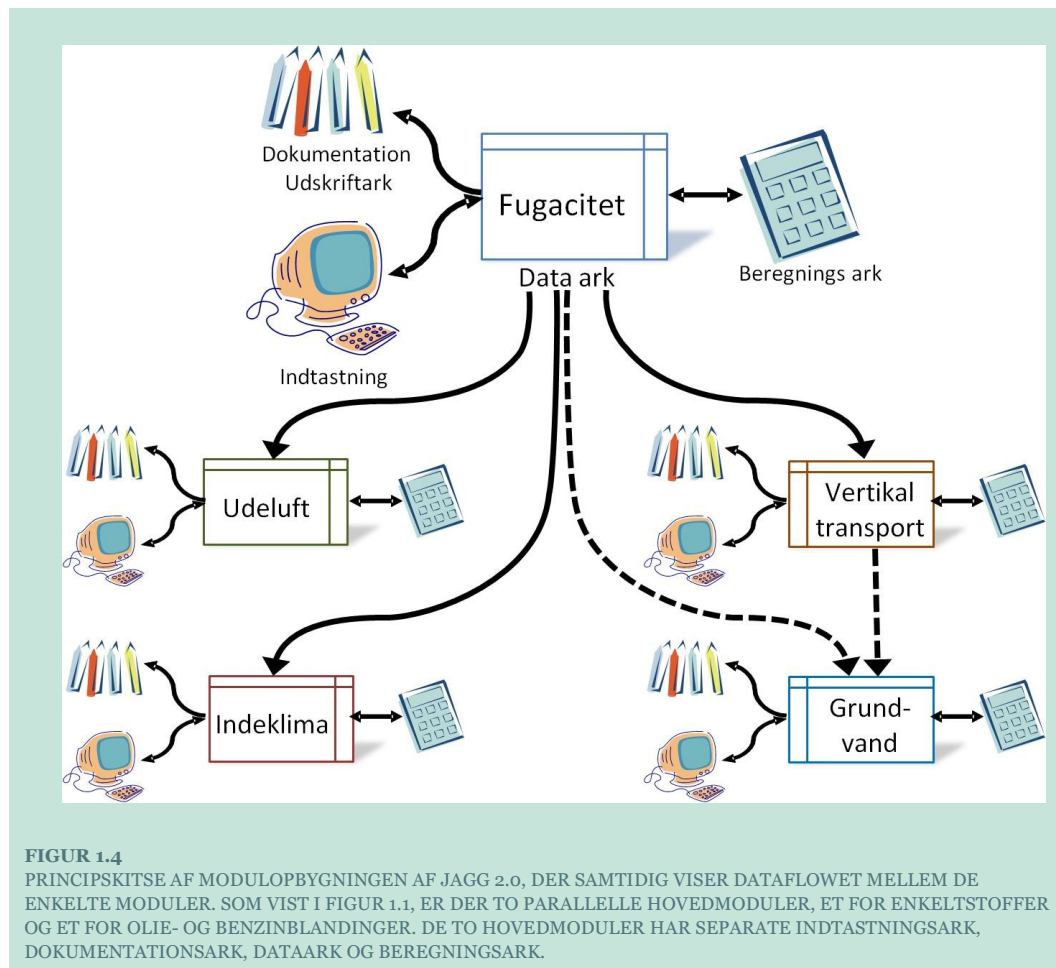 Dokumentation
Udskriftark
Fugacitet
Data ark
Beregnings ark
Indtastning
Udeluft
Vertikal
transport
Indeklima
Grund-
vand
FIGUR 1.4
PRINCIPSKITSE AF MODULOPBYGNINGEN AF JAGG 2.0, DER SAMTIDIG VISER DATAFLOWET MELLEM DE
ENKELTE MODULER. SOM VIST I FIGUR 1.1, ER DER TO PARALLELLE HOVEDMODULER, ET FOR ENKELTSTOFFER
OG ET FOR OLIE- OG BENZINBLANDINGER. DE TO HOVEDMODULER HAR SEPARATE INDTASTNINGSARK,
DOKUMENTATIONSARK, DATAARK OG BEREGNINGSARK.